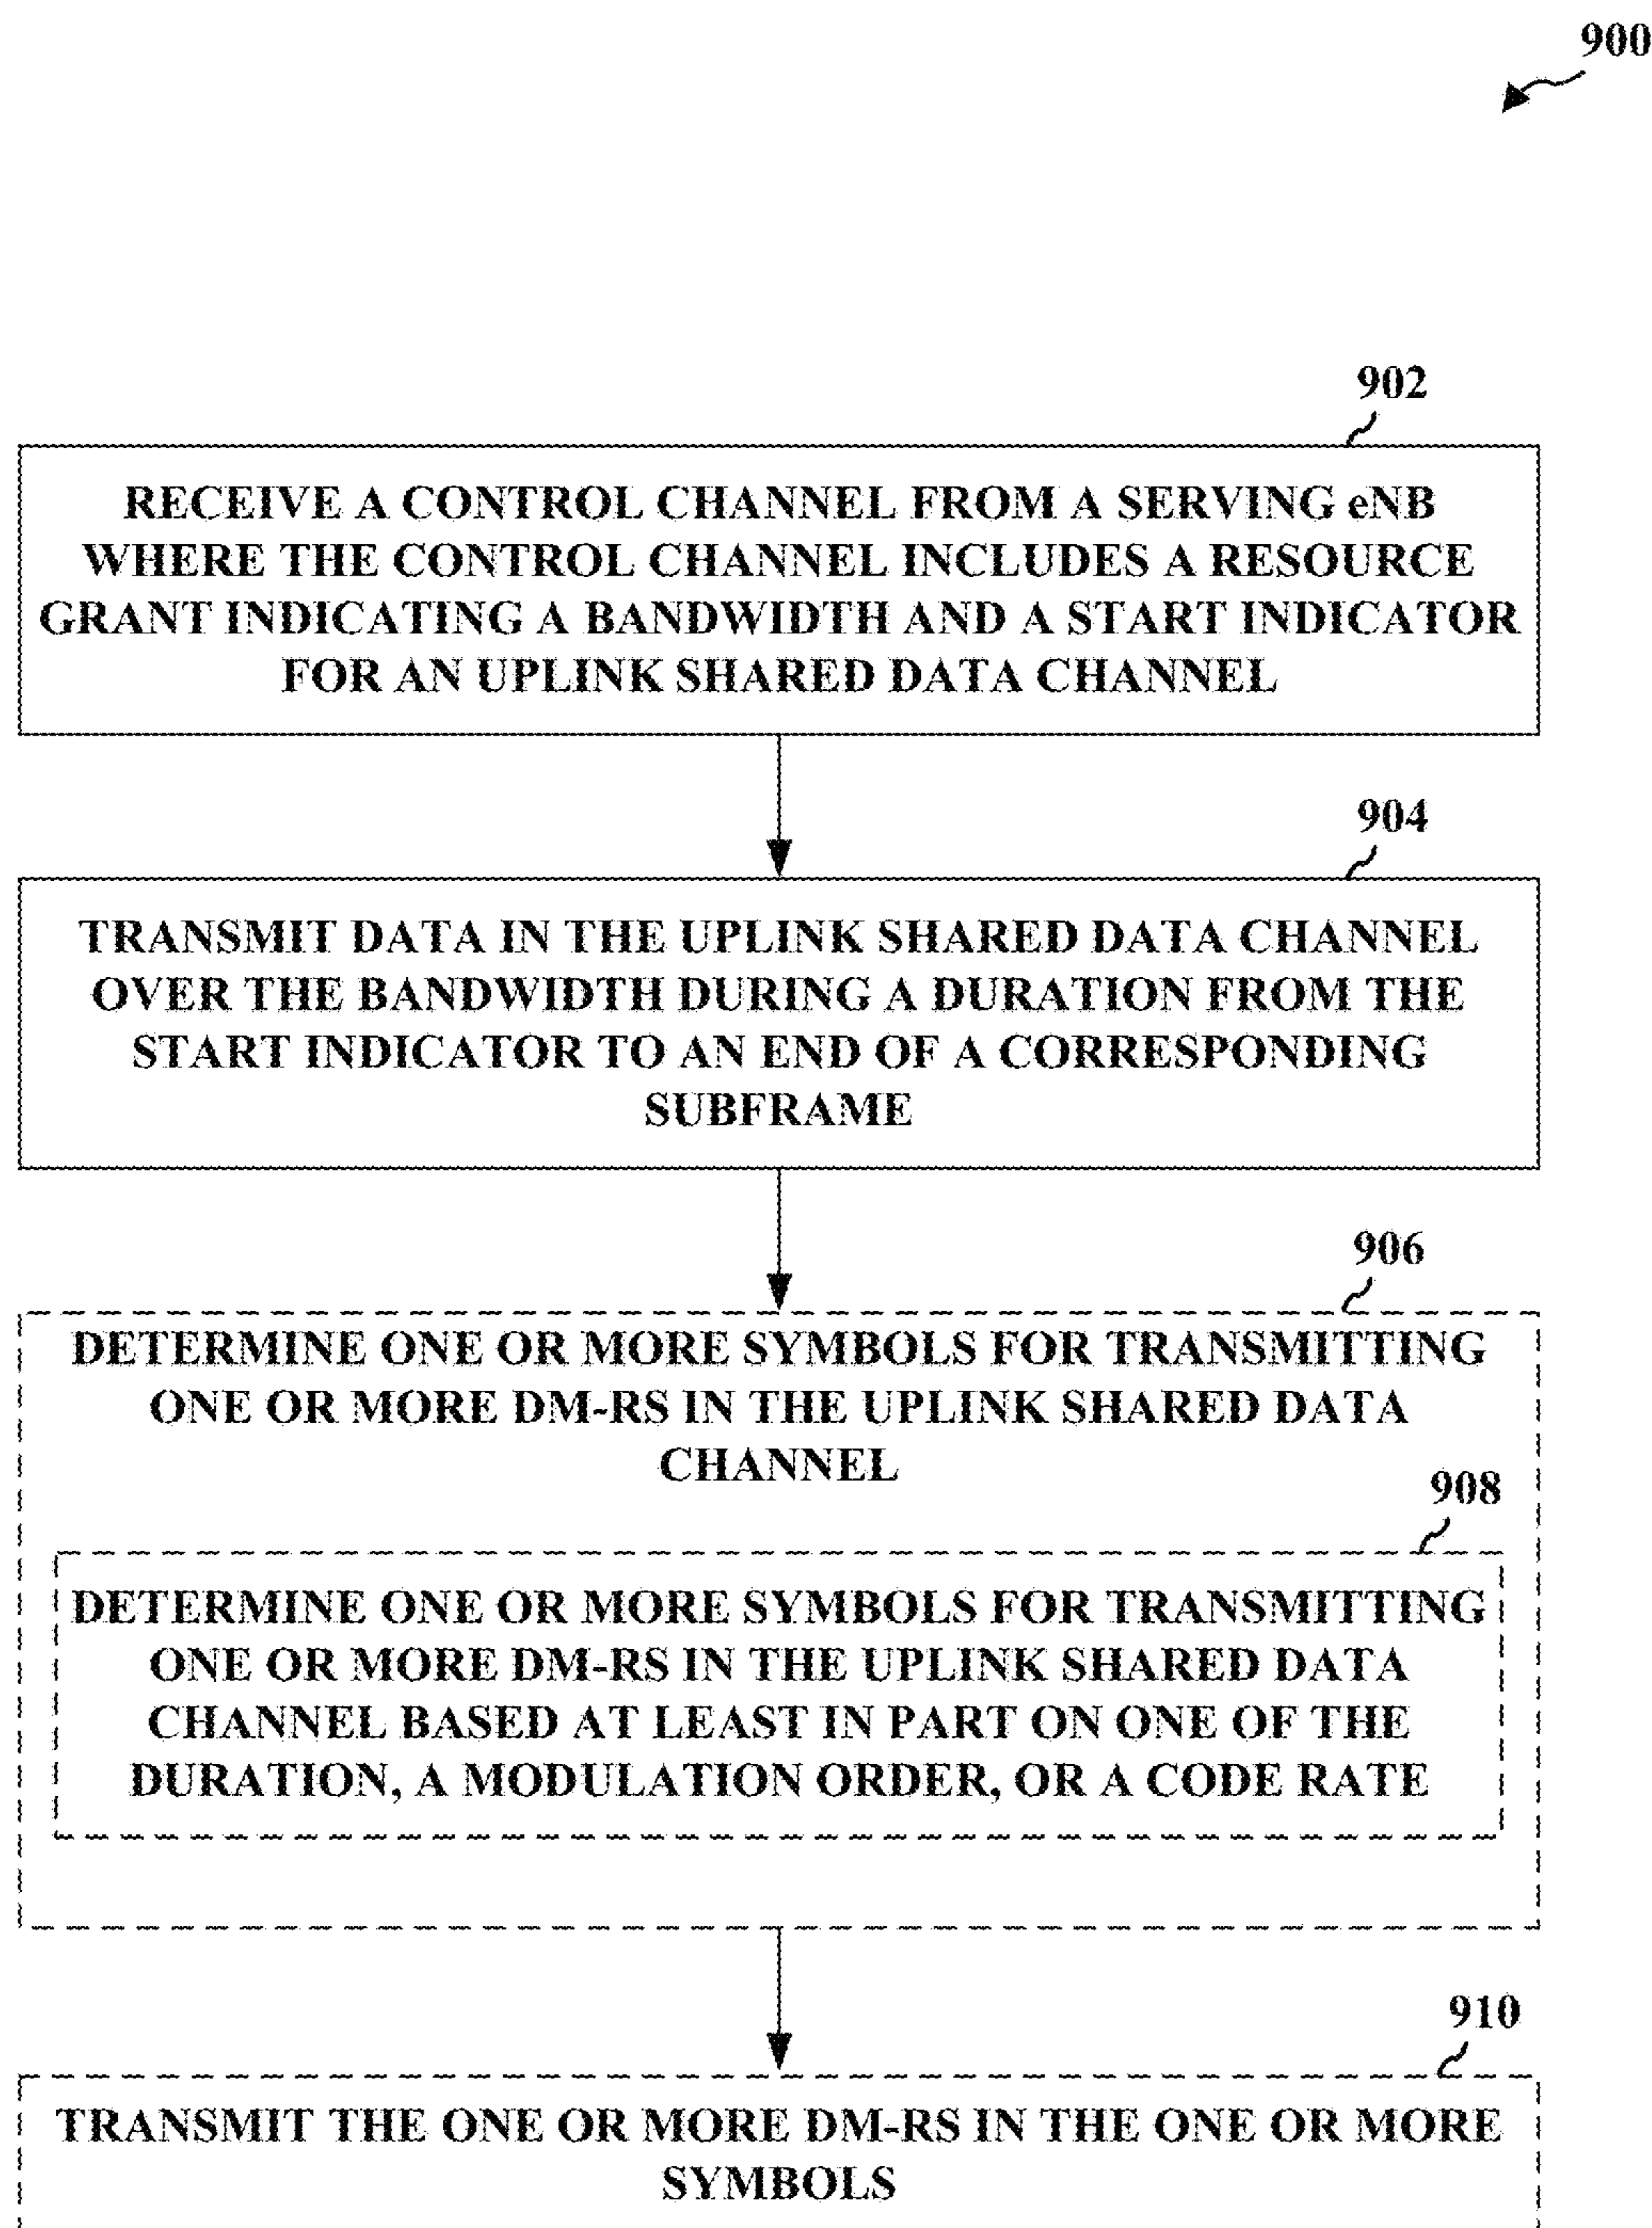 900
902
RECEIVE A CONTROL CHANNEL FROM A SERVING eNB
WHERE THE CONTROL CHANNEL INCLUDES A RESOURCE
GRANT INDICATING A BANDWIDTH AND A START INDICATOR
FOR AN UPLINK SHARED DATA CHANNEL
904
TRANSMIT DATA IN THE UPLINK SHARED DATA CHANNEL
OVER THE BANDWIDTH DURING A DURATION FROM THE
START INDICATOR TO AN END OF A CORRESPONDING
SUBFRAME
906
DETERMINE ONE OR MORE SYMBOLS FOR TRANSMITTING
ONE OR MORE DM-RS IN THE UPLINK SHARED DATA
CHANNEL
908
DETERMINE ONE OR MORE SYMBOLS FOR TRANSMITTING
ONE OR MORE DM-RS IN THE UPLINK SHARED DATA
CHANNEL BASED AT LEAST IN PART ON ONE OF THE
DURATION, A MODULATION ORDER, OR A CODE RATE
910
TRANSMIT THE ONE OR MORE DM-RS IN THE ONE OR MORE
SYMBOLS